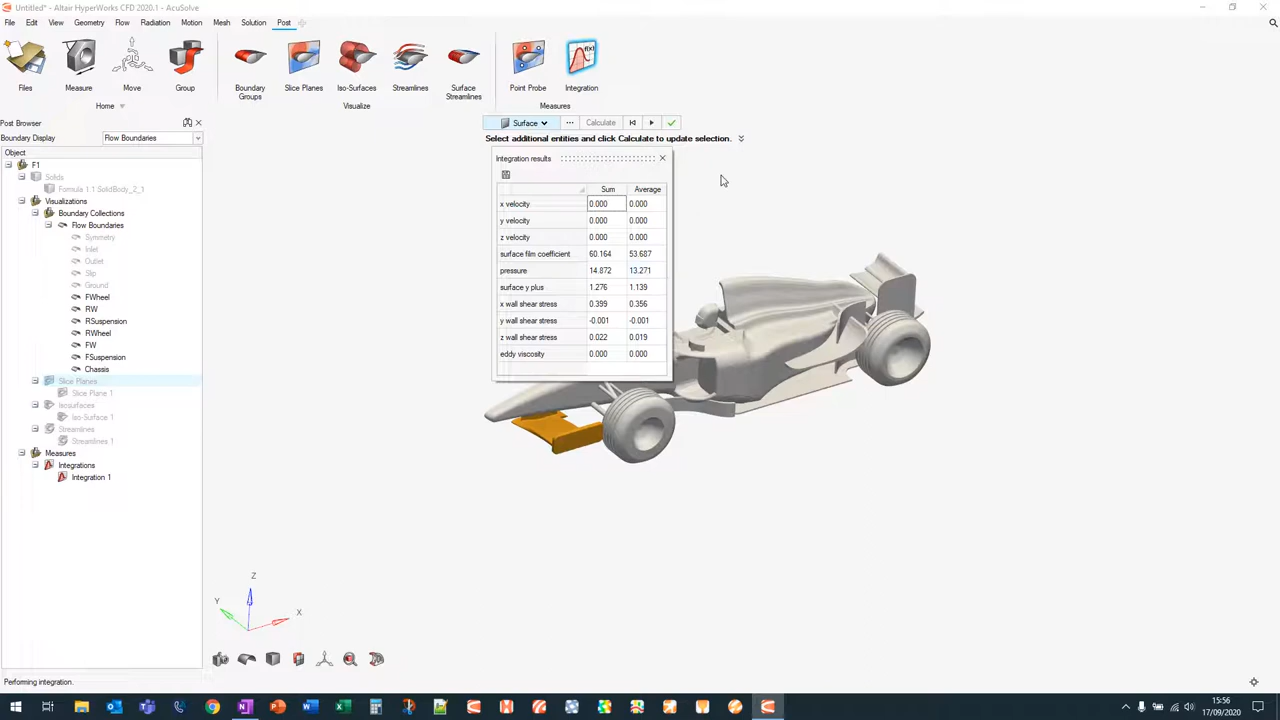 Untitled* - Altair HyperWorks CFD 2020.1 - AcuSolve
File Edit View Geometry Flow Radiation Motion Mesh Solution Post
Files Measure Move Group Boundary Groups Slice Planes Iso-Surfaces Streamlines Surface Streamlines Point Probe Integration
Home Visualize Measures
Post Browser
Boundary Display Flow Boundaries
Object
F1
Solids
Formula 1.1 SolidBody_2_1
Visualizations
Boundary Collections
Flow Boundaries
Symmetry
Inlet
Outlet
Slip
Ground
FWheel
RW
RSuspension
RWheel
FW
FSuspension
Chassis
Slice Planes
Slice Plane 1
Isosurfaces
Iso-Surface 1
Streamlines
Streamlines 1
Measures
Integrations
Integration 1
Surface ... Calculate
Select additional entities and click Calculate to update selection.
Integration results
Sum Average
x velocity 0.000 0.000
y velocity 0.000 0.000
z velocity 0.000 0.000
surface film coefficient 60.164 53.687
pressure 14.872 13.271
surface y plus 1.276 1.139
x wall shear stress 0.399 0.356
y wall shear stress -0.001 -0.001
z wall shear stress 0.022 0.019
eddy viscosity 0.000 0.000
Z
Y X
Performing integration.
15:56
17/09/2020